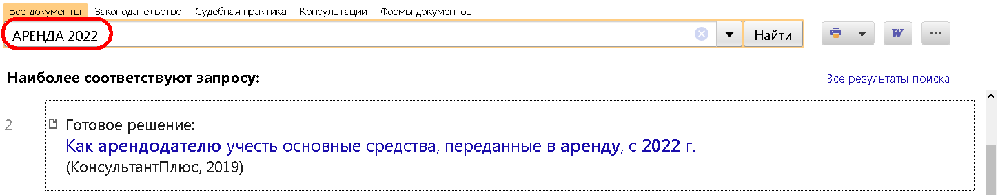 Все документы Законодательство Судебная практика Консультации Формы документов
АРЕНДА 2022 Найти W
Наиболее соответствуют запросу: Все результаты поиска
2 Готовое решение:
Как арендодателю учесть основные средства, переданные в аренду, с 2022 г.
(КонсультантПлюс, 2019)